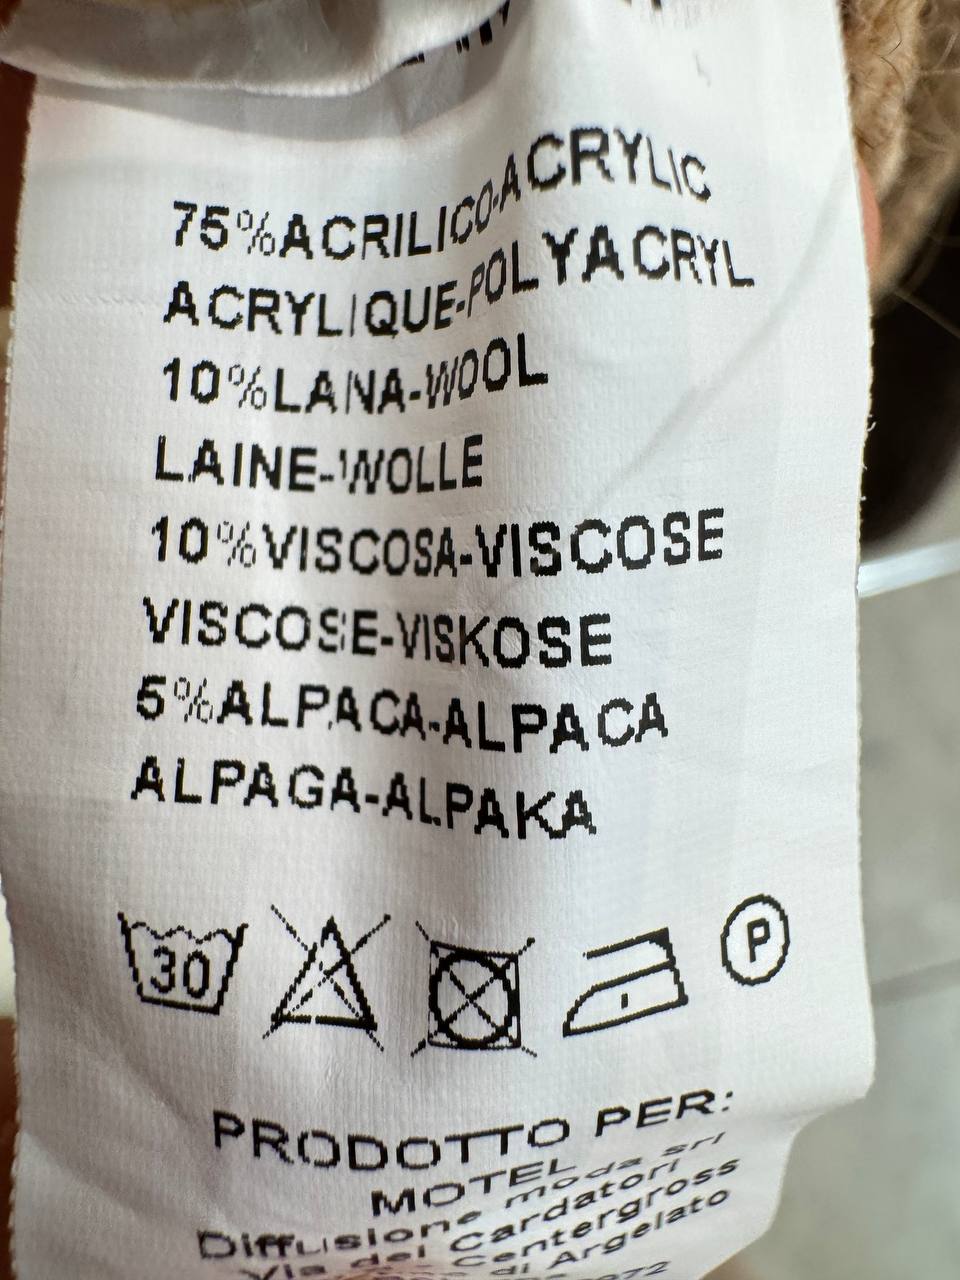 75%ACRILICO-ACRYLIC
ACRYLIQUE-POLYACRYL
10%LANA-WOOL
LAINE-WOLLE
10%VISCOSA-VISCOSE
VISCOSE-VISKOSE
5%ALPACA-ALPACA
ALPAGA-ALPAKA
30
P
PRODOTTO PER:
MOTEL
Diffusione moda srl
Via dei Cardatori
Centergross
di Argelato